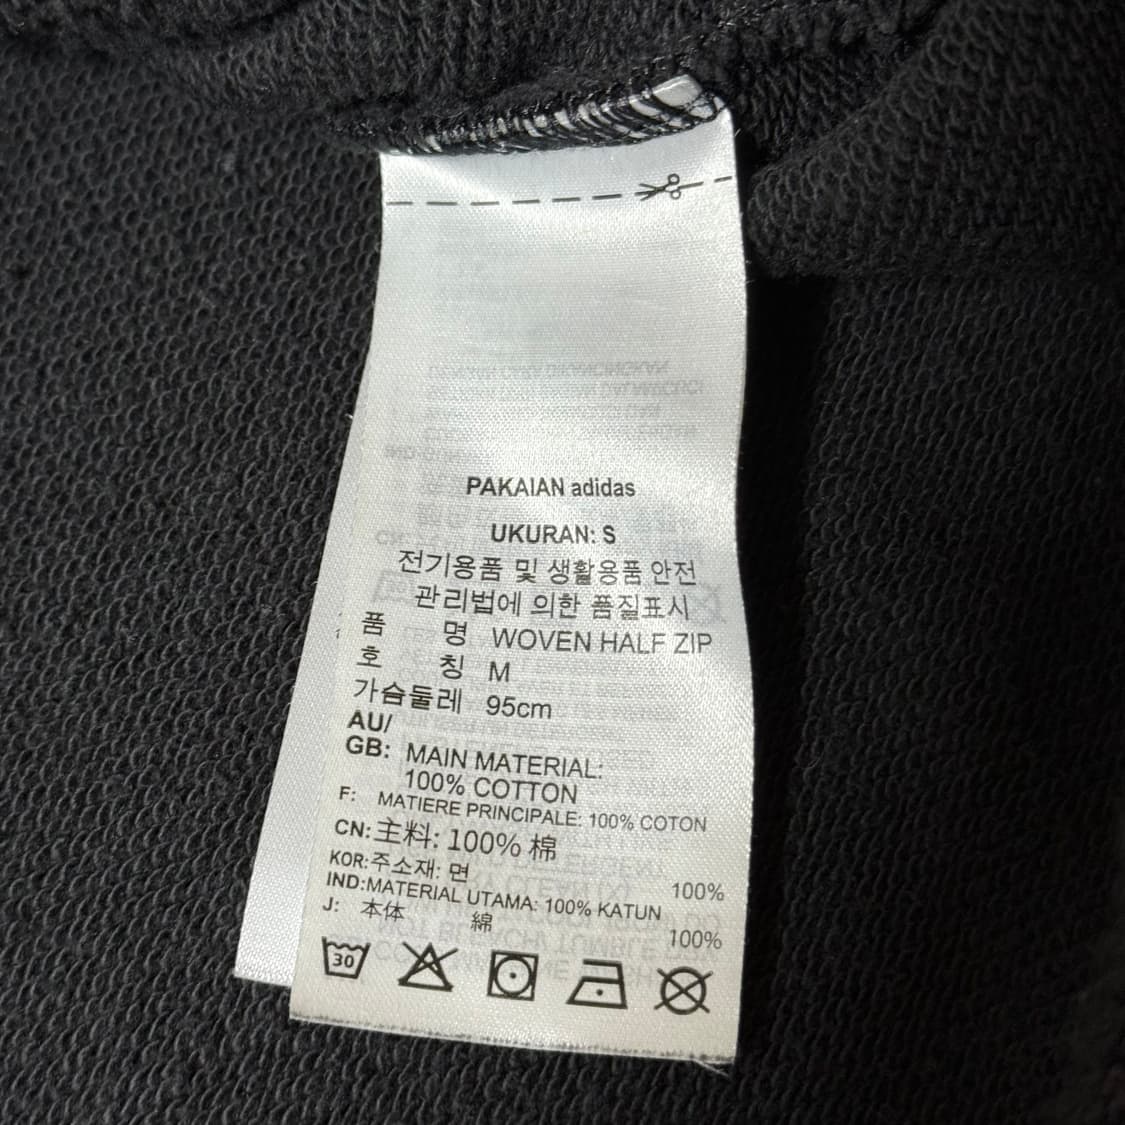 PAKAIAN adidas
UKURAN: S
전기용품 및 생활용품 안전
관리법에 의한 품질표시
품 명 WOVEN HALF ZIP
호 칭 M
가슴둘레 95cm
AU/
GB: MAIN MATERIAL:
100% COTTON
F: MATIERE PRINCIPALE: 100% COTON
CN: 主料: 100% 棉
KOR: 주소재: 면 100%
IND: MATERIAL UTAMA: 100% KATUN
J: 本体 綿 100%
30